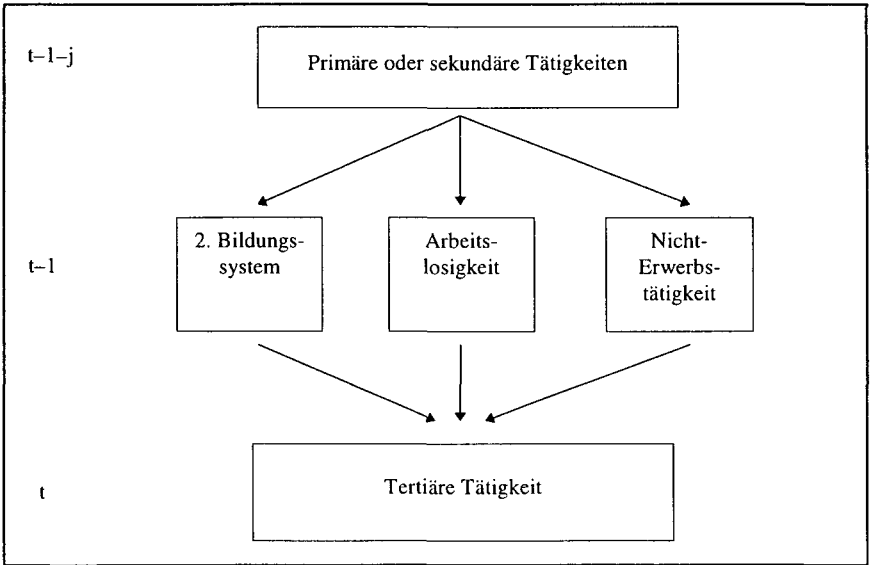 t–1–j
Primäre oder sekundäre Tätigkeiten
t–1
2. Bildungs-
system
Arbeits-
losigkeit
Nicht-
Erwerbs-
tätigkeit
t
Tertiäre Tätigkeit